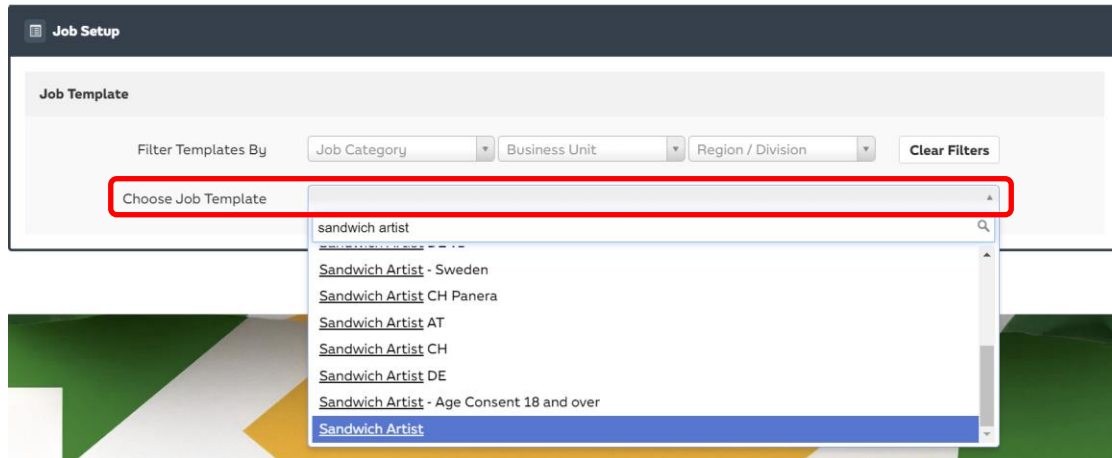 Job Setup
Job Template
Filter Templates By Job Category Business Unit Region / Division Clear Filters
Choose Job Template
sandwich artist
Sandwich Artist - Sweden
Sandwich Artist CH Panera
Sandwich Artist AT
Sandwich Artist CH
Sandwich Artist DE
Sandwich Artist - Age Consent 18 and over
Sandwich Artist